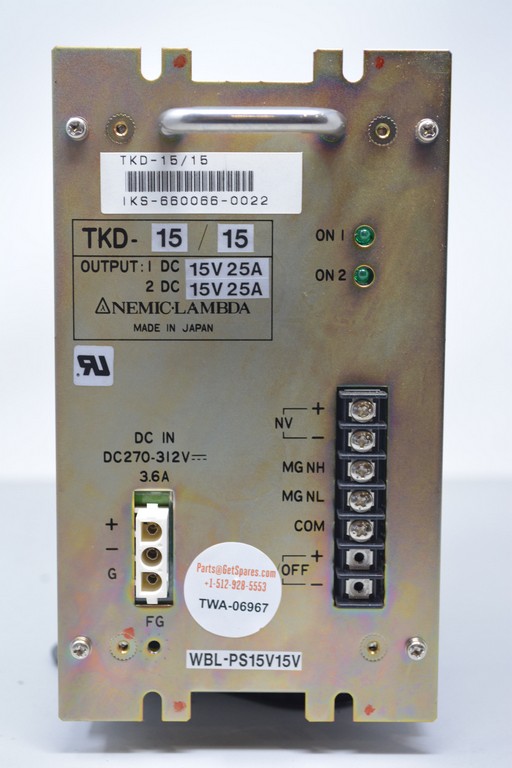 TKD-15/15
IKS-660066-0022
TKD- 15 / 15
OUTPUT: 1 DC 15V 25A
2 DC 15V 25A
NEMIC-LAMBDA
MADE IN JAPAN
ON 1
ON 2
RU
DC IN
DC270-312V
3.6A
+
−
G
FG
NV
+
−
MG NH
MG NL
COM
OFF
+
−
Parts@GetSpares.com
+1-512-928-5553
TWA-06967
WBL-PS15V15V